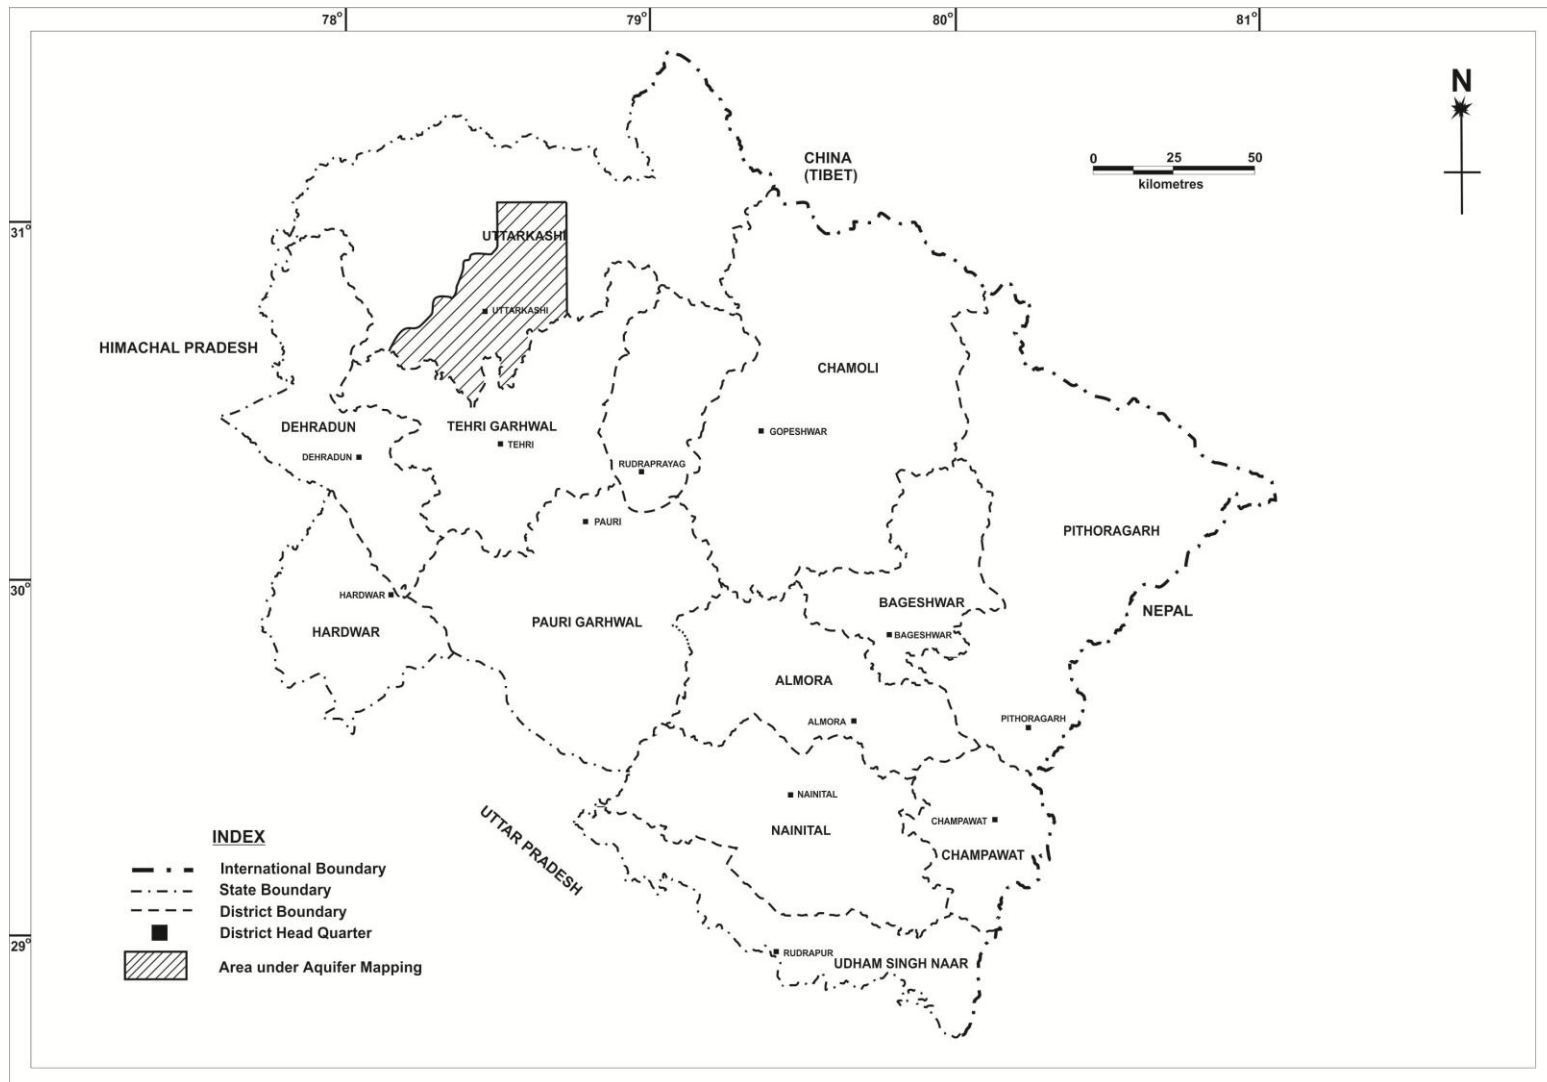 78°
79°
80°
81°
N
CHINA
(TIBET)
0 25 50
kilometres
31°
UTTARKASHI
UTTARKASHI
HIMACHAL PRADESH
CHAMOLI
DEHRADUN
TEHRI GARHWAL
GOPESHWAR
TEHRI
DEHRADUN
RUDRAPRAYAG
PAURI
PITHORAGARH
30°
HARDWAR
BAGESHWAR
NEPAL
HARDWAR
PAURI GARHWAL
BAGESHWAR
ALMORA
ALMORA
PITHORAGARH
NAINITAL
UTTAR PRADESH
CHAMPAWAT
NAINITAL
CHAMPAWAT
INDEX
International Boundary
State Boundary
District Boundary
District Head Quarter
Area under Aquifer Mapping
29°
RUDRAPUR
UDHAM SINGH NAAR